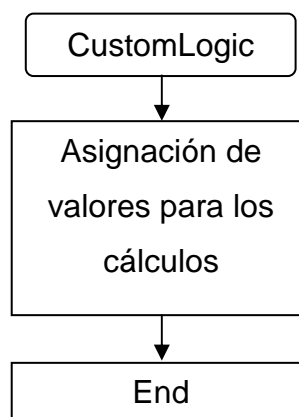 CustomLogic
Asignación de
valores para los
cálculos
End